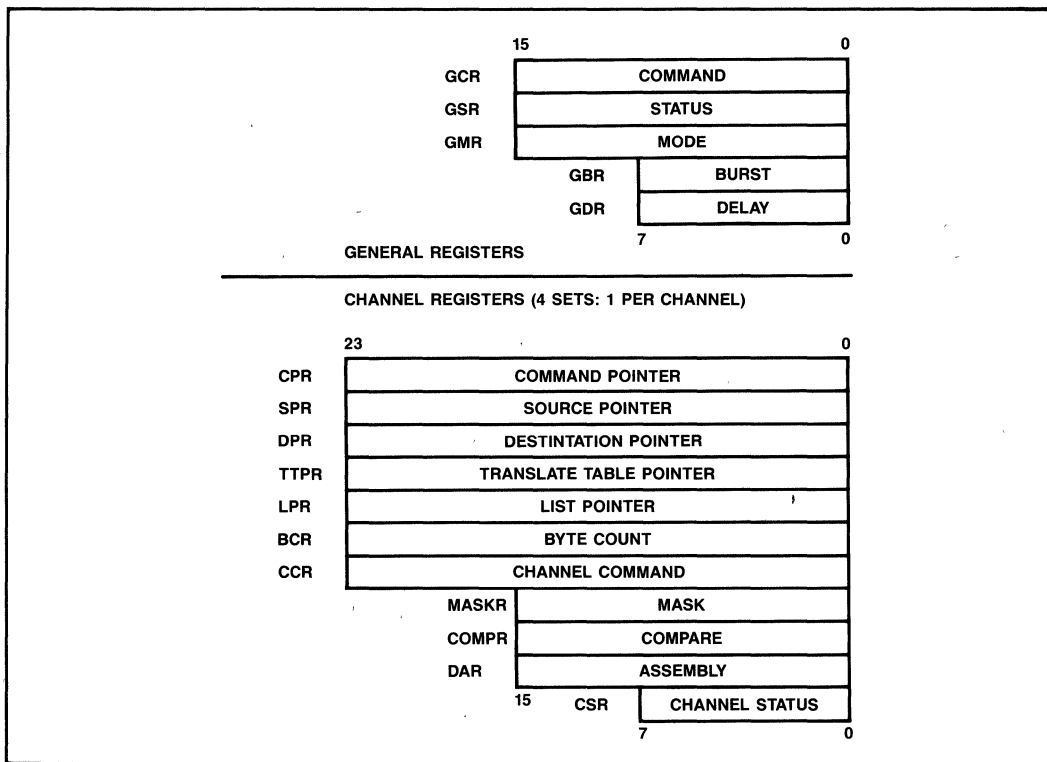 15 0
GCR COMMAND
GSR STATUS
GMR MODE
GBR BURST
GDR DELAY
7 0
GENERAL REGISTERS
CHANNEL REGISTERS (4 SETS: 1 PER CHANNEL)
23 0
CPR COMMAND POINTER
SPR SOURCE POINTER
DPR DESTINTATION POINTER
TTPR TRANSLATE TABLE POINTER
LPR LIST POINTER
BCR BYTE COUNT
CCR CHANNEL COMMAND
MASKR MASK
COMPR COMPARE
DAR ASSEMBLY
15 CSR CHANNEL STATUS
7 0